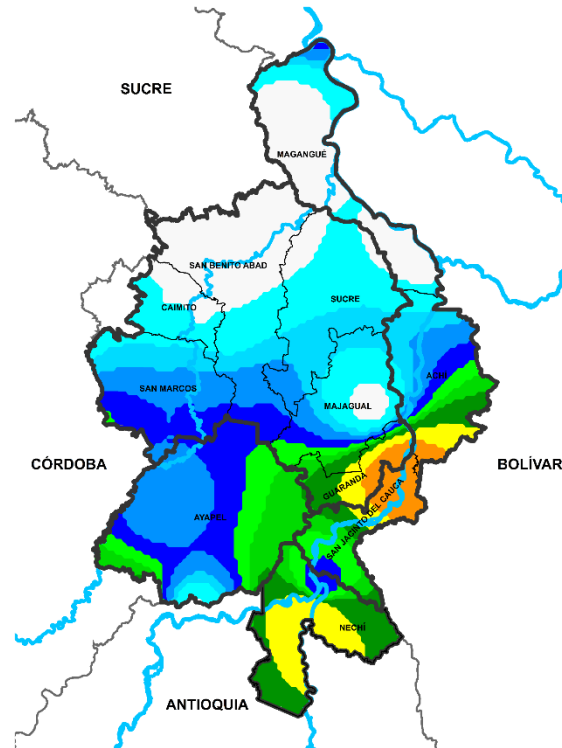 SUCRE
MAGANGUÉ
SAN BENITO ABAD
SUCRE
CAIMITO
ACHÍ
SAN MARCOS
MAJAGUAL
CÓRDOBA
BOLÍVAR
GUARANDA
AYAPEL
SAN JACINTO DEL CAUCA
NECHÍ
ANTIOQUIA